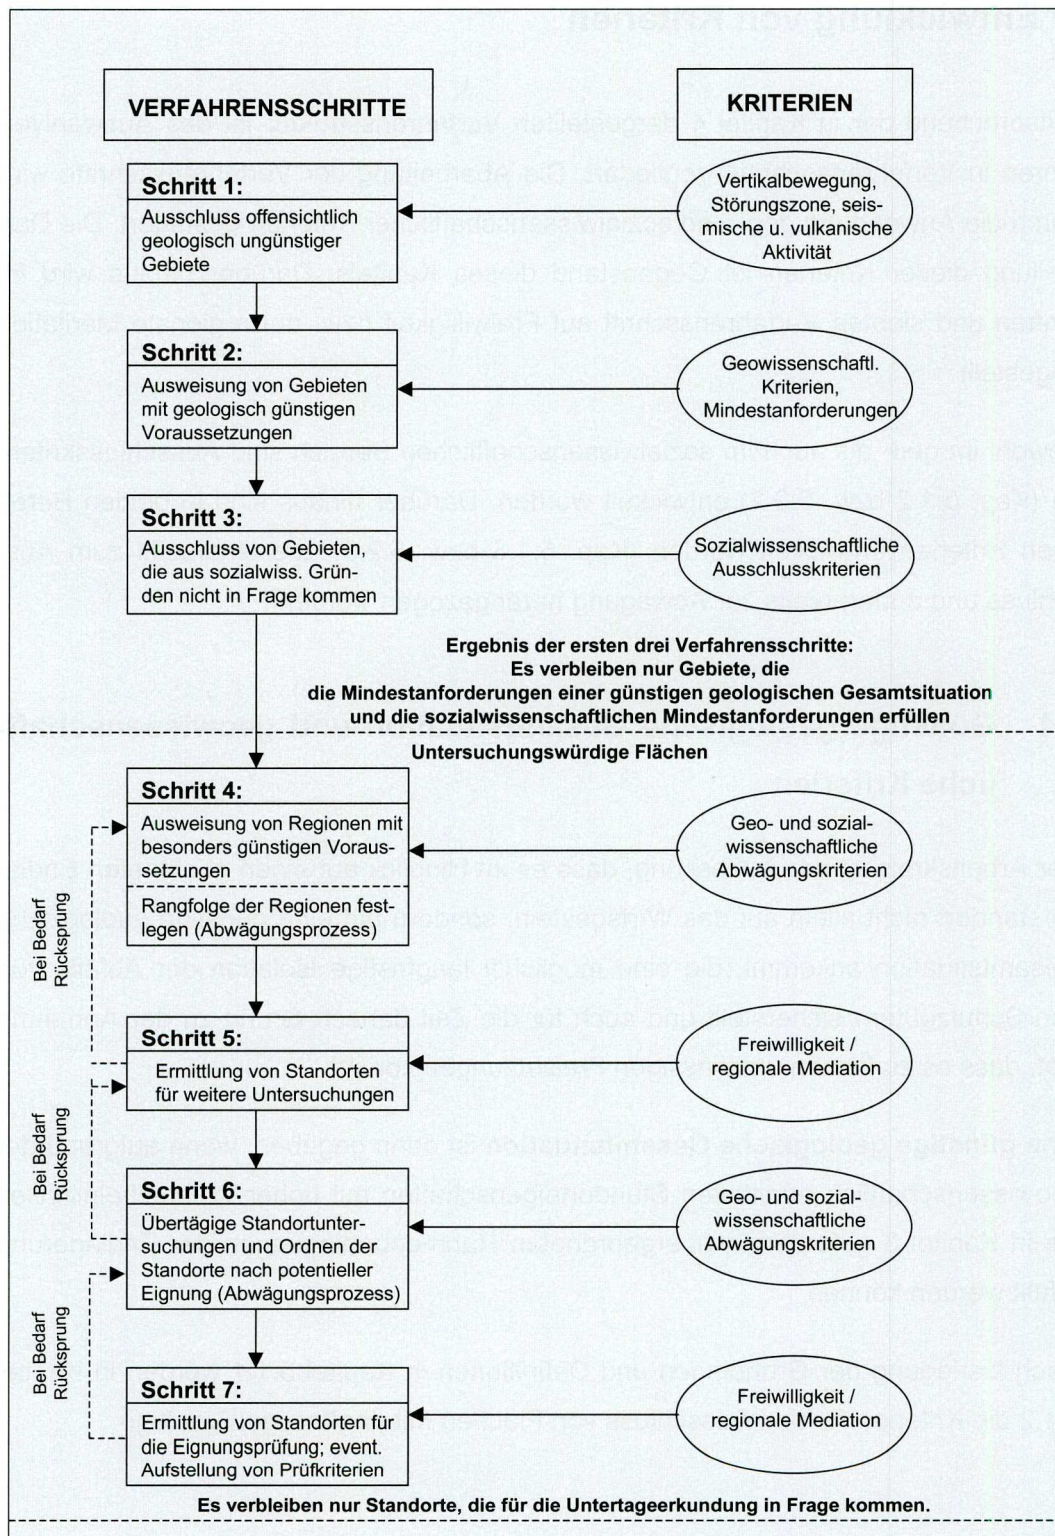 VERFAHRENSSCHRITTE
KRITERIEN
Schritt 1:
Ausschluss offensichtlich
geologisch ungünstiger
Gebiete
Vertikalbewegung,
Störungszone, seis-
mische u. vulkanische
Aktivität
Schritt 2:
Ausweisung von Gebieten
mit geologisch günstigen
Voraussetzungen
Geowissenschaftl.
Kriterien,
Mindestanforderungen
Schritt 3:
Ausschluss von Gebieten,
die aus sozialwiss. Grün-
den nicht in Frage kommen
Sozialwissenschaftliche
Ausschlusskriterien
Ergebnis der ersten drei Verfahrensschritte:
Es verbleiben nur Gebiete, die
die Mindestanforderungen einer günstigen geologischen Gesamtsituation
und die sozialwissenschaftlichen Mindestanforderungen erfüllen
Untersuchungswürdige Flächen
Schritt 4:
Ausweisung von Regionen mit
besonders günstigen Voraus-
setzungen
Rangfolge der Regionen fest-
legen (Abwägungsprozess)
Geo- und sozial-
wissenschaftliche
Abwägungskriterien
Bei Bedarf
Rücksprung
Schritt 5:
Ermittlung von Standorten
für weitere Untersuchungen
Freiwilligkeit /
regionale Mediation
Bei Bedarf
Rücksprung
Schritt 6:
Übertägige Standortunter-
suchungen und Ordnen der
Standorte nach potentieller
Eignung (Abwägungsprozess)
Geo- und sozial-
wissenschaftliche
Abwägungskriterien
Bei Bedarf
Rücksprung
Schritt 7:
Ermittlung von Standorten für
die Eignungsprüfung; event.
Aufstellung von Prüfkriterien
Freiwilligkeit /
regionale Mediation
Es verbleiben nur Standorte, die für die Untertageerkundung in Frage kommen.